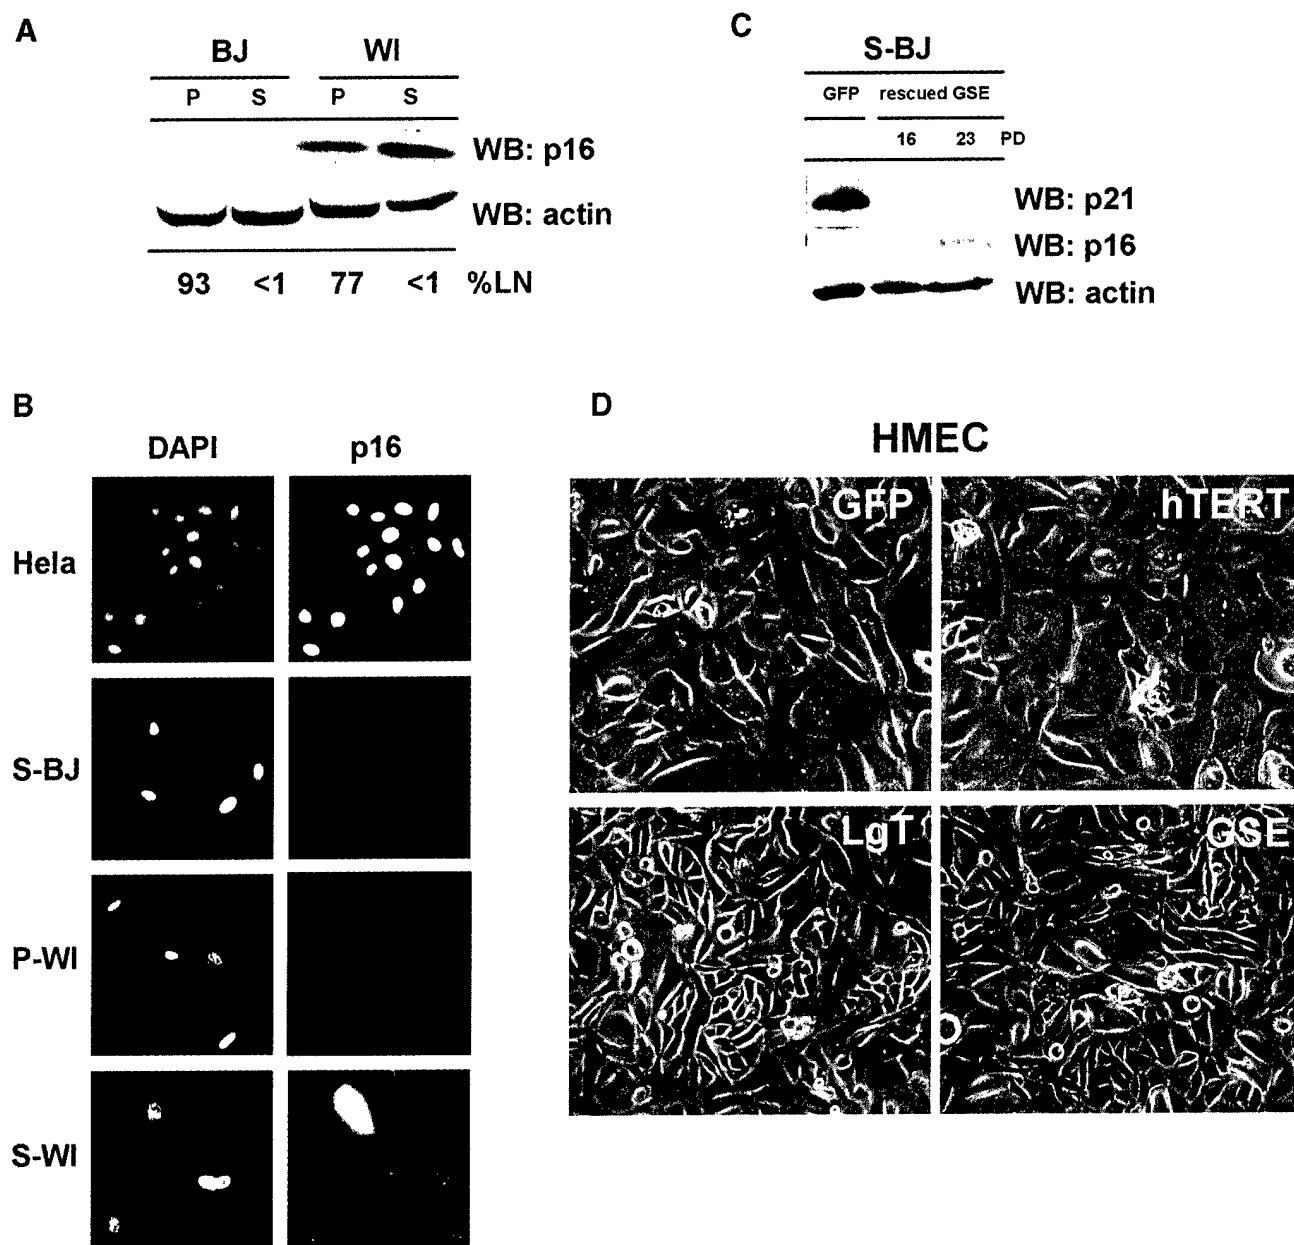 A
BJ WI
P S P S
WB: p16
WB: actin
93 <1 77 <1 %LN
C
S-BJ
GFP rescued GSE
16 23 PD
WB: p21
WB: p16
WB: actin
B
DAPI p16
Hela
S-BJ
P-WI
S-WI
D
HMEC
GFP hTERT
LgT GSE